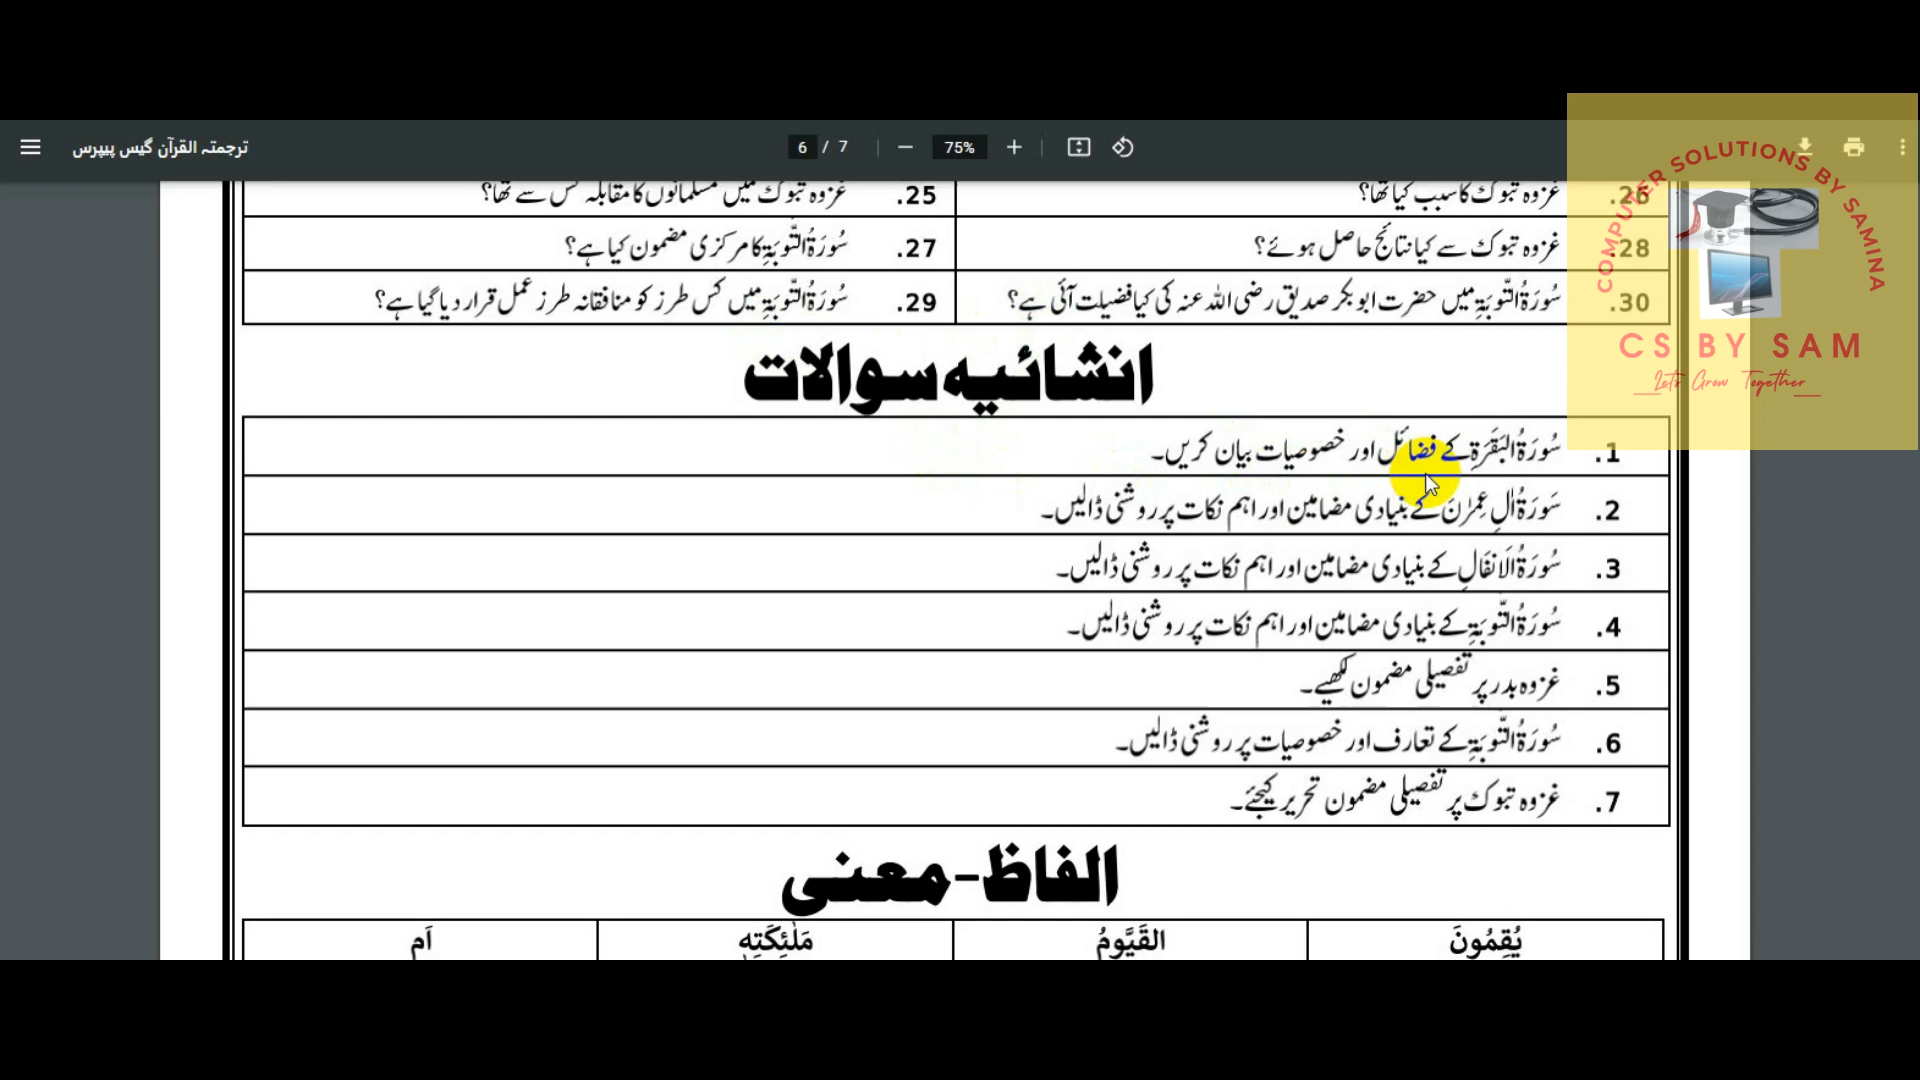 ترجمتہ القرآن گیس پیپرس
6 / 7
75%
25. غزوہ تبوک میں مسلمانوں کا مقابلہ کس سے تھا؟
26. غزوہ تبوک کا سبب کیا تھا؟
27. سُورَۃُ التَّوبَۃِ کا مرکزی مضمون کیا ہے؟
28. غزوہ تبوک سے کیا نتائج حاصل ہوئے؟
29. سُورَۃُ التَّوبَۃِ میں کس طرز کو منافقانہ طرز عمل قرار دیا گیا ہے؟
30. سُورَۃُ التَّوبَۃِ میں حضرت ابوبکر صدیق رضی اللہ عنہ کی کیا فضیلت آئی ہے؟
COMPUTER SOLUTIONS BY SAMINA
CS BY SAM
__Let's Grow Together__
انشائیہ سوالات
1. سُورَۃُ البَقَرَۃِ کے فضائل اور خصوصیات بیان کریں۔
2. سَورَۃُ اٰلِ عِمرٰنَ کے بنیادی مضامین اور اہم نکات پر روشنی ڈالیں۔
3. سُورَۃُ الَانفَالِ کے بنیادی مضامین اور اہم نکات پر روشنی ڈالیں۔
4. سُورَۃُ التَّوبَۃِ کے بنیادی مضامین اور اہم نکات پر روشنی ڈالیں۔
5. غزوہ بدر پر تفصیلی مضمون لکھیے۔
6. سُورَۃُ التَّوبَۃِ کے تعارف اور خصوصیات پر روشنی ڈالیں۔
7. غزوہ تبوک پر تفصیلی مضمون تحریر کیجئے۔
الفاظ-معنی
يُقِمُونَ القَيَّومُ مَلٰئِكَتِهٖ اَم